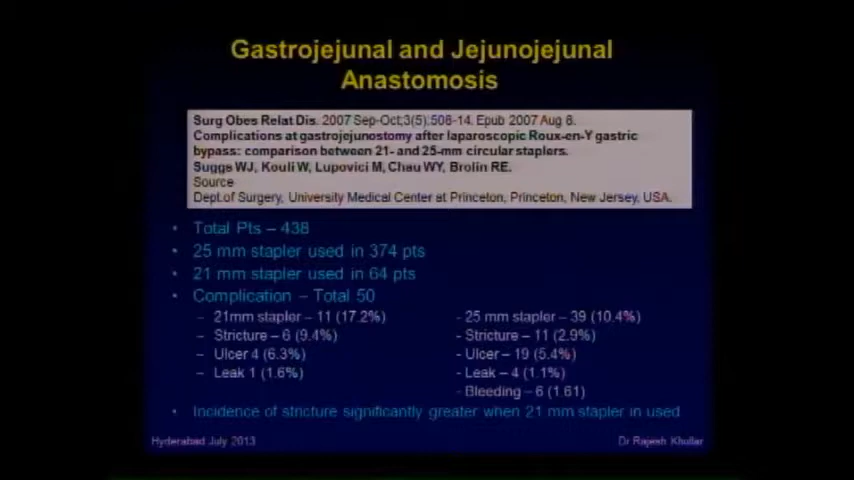 Gastrojejunal and Jejunojejunal
Anastomosis
Surg Obes Relat Dis. 2007 Sep-Oct;3(5):508-14. Epub 2007 Aug 8.
Complications at gastrojejunostomy after laparoscopic Roux-en-Y gastric
bypass: comparison between 21- and 25-mm circular staplers.
Suggs WJ, Kouli W, Lupovici M, Chau WY, Brolin RE.
Source
Dept.of Surgery, University Medical Center at Princeton, Princeton, New Jersey, USA.
• Total Pts – 438
• 25 mm stapler used in 374 pts
• 21 mm stapler used in 64 pts
• Complication – Total 50
– 21mm stapler – 11 (17.2%)
– Stricture – 6 (9.4%)
– Ulcer 4 (6.3%)
– Leak 1 (1.6%)
- 25 mm stapler – 39 (10.4%)
- Stricture – 11 (2.9%)
- Ulcer – 19 (5.4%)
- Leak – 4 (1.1%)
- Bleeding – 6 (1.61)
• Incidence of stricture significantly greater when 21 mm stapler in used
Hyderabad July 2013
Dr Rajesh Khullar